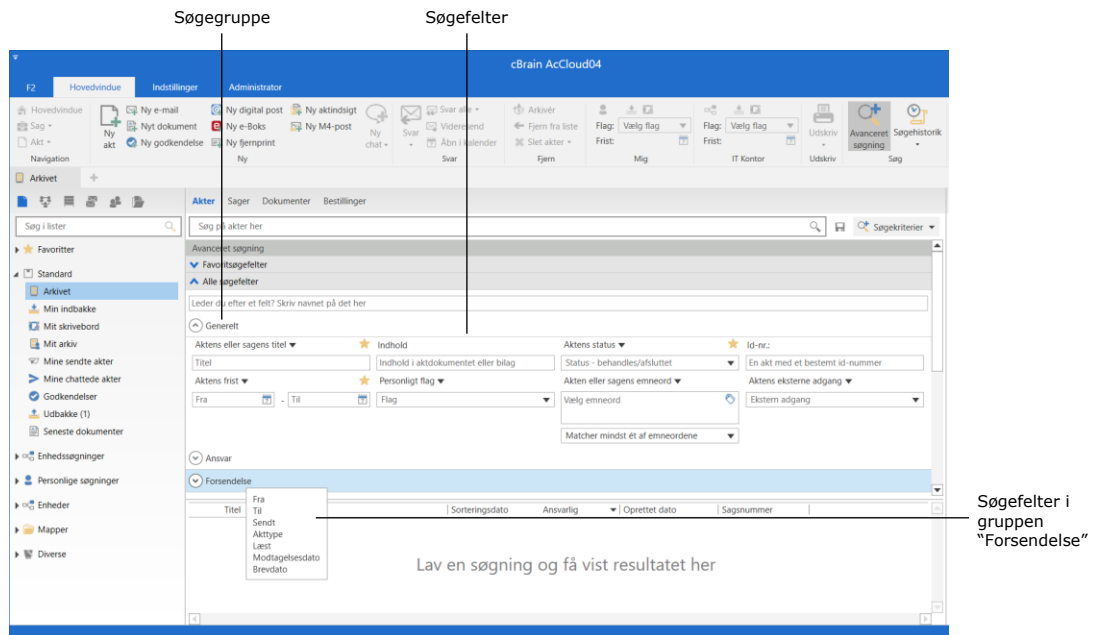 Søgegruppe
Søgefelter
cBrain AcCloud04
F2 Hovedvindue Indstillinger Administrator
Hovedvindue Ny e-mail Ny digital post Ny aktindsigt Svar alle Arkivér
Sag Nyt dokument Ny e-Boks Ny M4-post Videresend Fjern fra liste Flag: Vælg flag Flag: Vælg flag
Akt Ny akt Ny godkendelse Ny fjernprint Ny chat Svar Åbn i kalender Slet akter Frist: Frist: Udskriv Avanceret søgning Søgehistorik
Navigation Ny Svar Fjern Mig IT Kontor Udskriv Søg
Arkivet +
Akter Sager Dokumenter Bestillinger
Søg i lister Søg på akter her Søgekriterier
Favoritter
Standard
Arkivet
Min indbakke
Mit skrivebord
Mit arkiv
Mine sendte akter
Mine chattede akter
Godkendelser
Udbakke (1)
Seneste dokumenter
Enhedssøgninger
Personlige søgninger
Enheder
Mapper
Diverse
Avanceret søgning
Favoritsøgefelter
Alle søgefelter
Leder du efter et felt? Skriv navnet på det her
Generelt
Aktens eller sagens titel Indhold Aktens status Id-nr.:
Titel Indhold i aktdokumentet eller bilag Status - behandles/afsluttet En akt med et bestemt id-nummer
Aktens frist Personligt flag Akten eller sagens emneord Aktens eksterne adgang
Fra - Til Flag Vælg emneord Ekstern adgang
Matcher mindst ét af emneordene
Ansvar
Forsendelse
Fra
Til
Sendt
Akttype
Læst
Modtagelsesdato
Brevdato
Titel Sorteringsdato Ansvarlig Oprettet dato Sagsnummer
Lav en søgning og få vist resultatet her
Søgefelter i
gruppen
“Forsendelse”